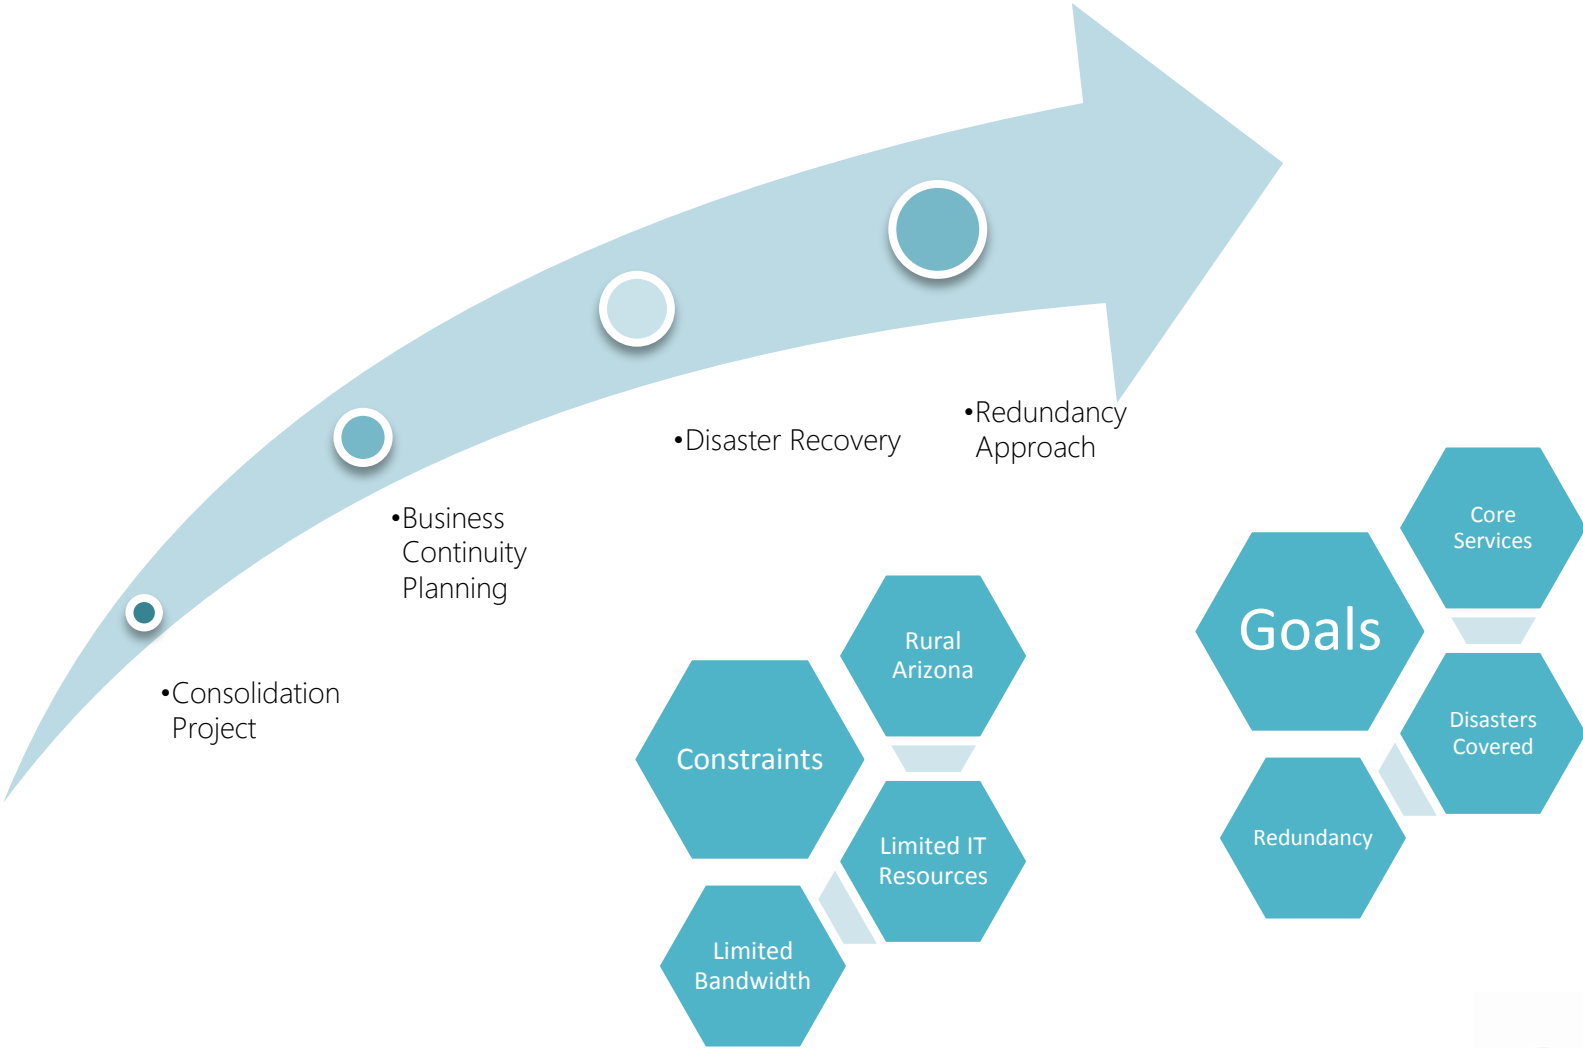 •Consolidation
Project
•Business
Continuity
Planning
•Disaster Recovery
•Redundancy
Approach
Constraints
Rural
Arizona
Limited IT
Resources
Limited
Bandwidth
Goals
Core
Services
Disasters
Covered
Redundancy